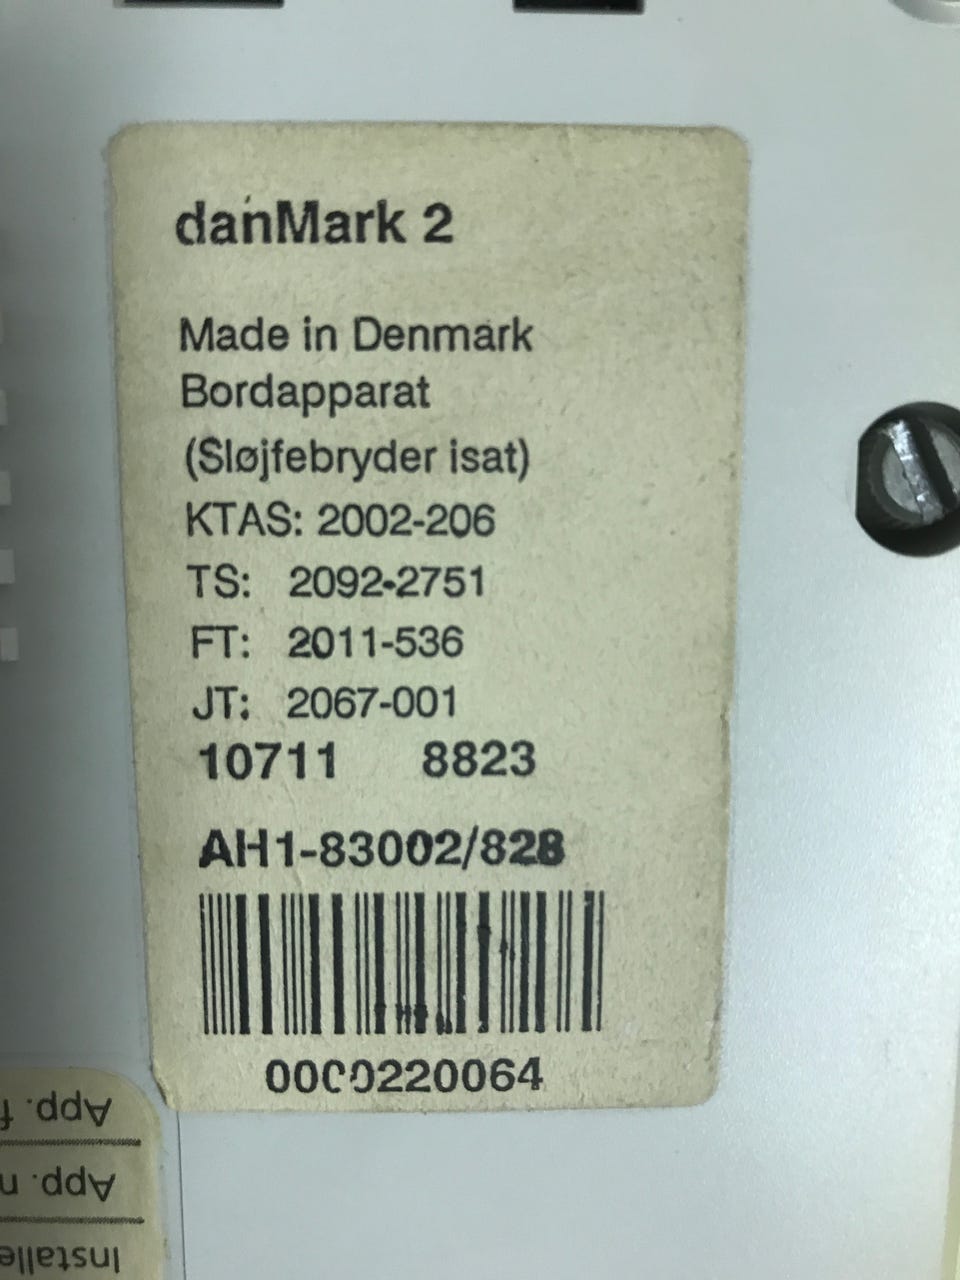 danMark 2
Made in Denmark
Bordapparat
(Sløjfebryder isat)
KTAS: 2002-206
TS: 2092-2751
FT: 2011-536
JT: 2067-001
10711 8823
AH1-83002/828
0000220064
App. f
App. n
Installe